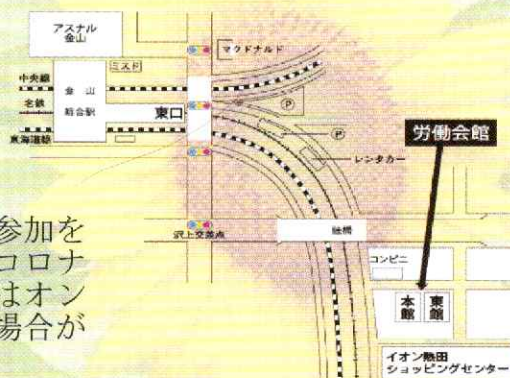 アスナル
金山
マクドナルド
ミスド
中央線
金山
名鉄
総合駅
東口
東海道線
P
P
レンタカー
労働会館
参加を
コロナ
はオン
場合が
沢上交差点
陸橋
コンビニ
本館
東館
イオン熱田
ショッピングセンター